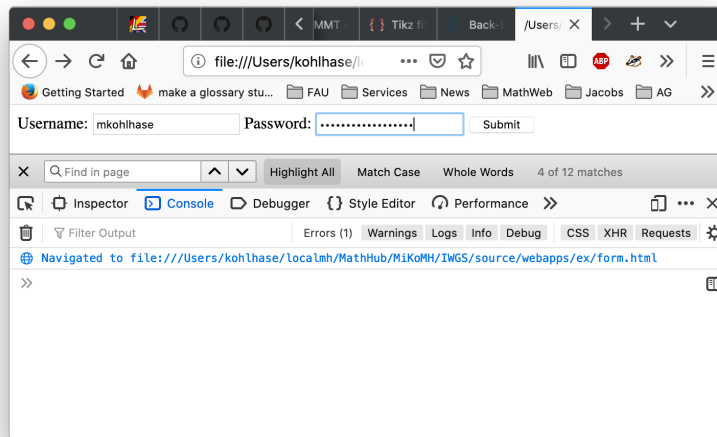 MMT - Tikz fi Back- /Users/
file:///Users/kohlhase/l
ABP
Getting Started make a glossary stu... FAU Services News MathWeb Jacobs AG
Username: mkohlhase Password: •••••••••••••••••• Submit
Find in page Highlight All Match Case Whole Words 4 of 12 matches
Inspector Console Debugger {} Style Editor Performance
Filter Output Errors (1) Warnings Logs Info Debug CSS XHR Requests
Navigated to file:///Users/kohlhase/localmh/MathHub/MiKoMH/IWGS/source/webapps/ex/form.html